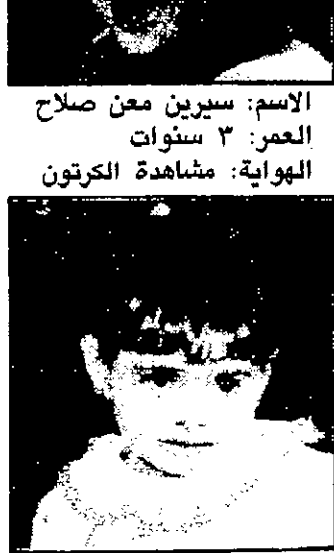 الاسم: سيرين معن صلاح
العمر: ٣ سنوات
الهواية: مشاهدة الكرتون